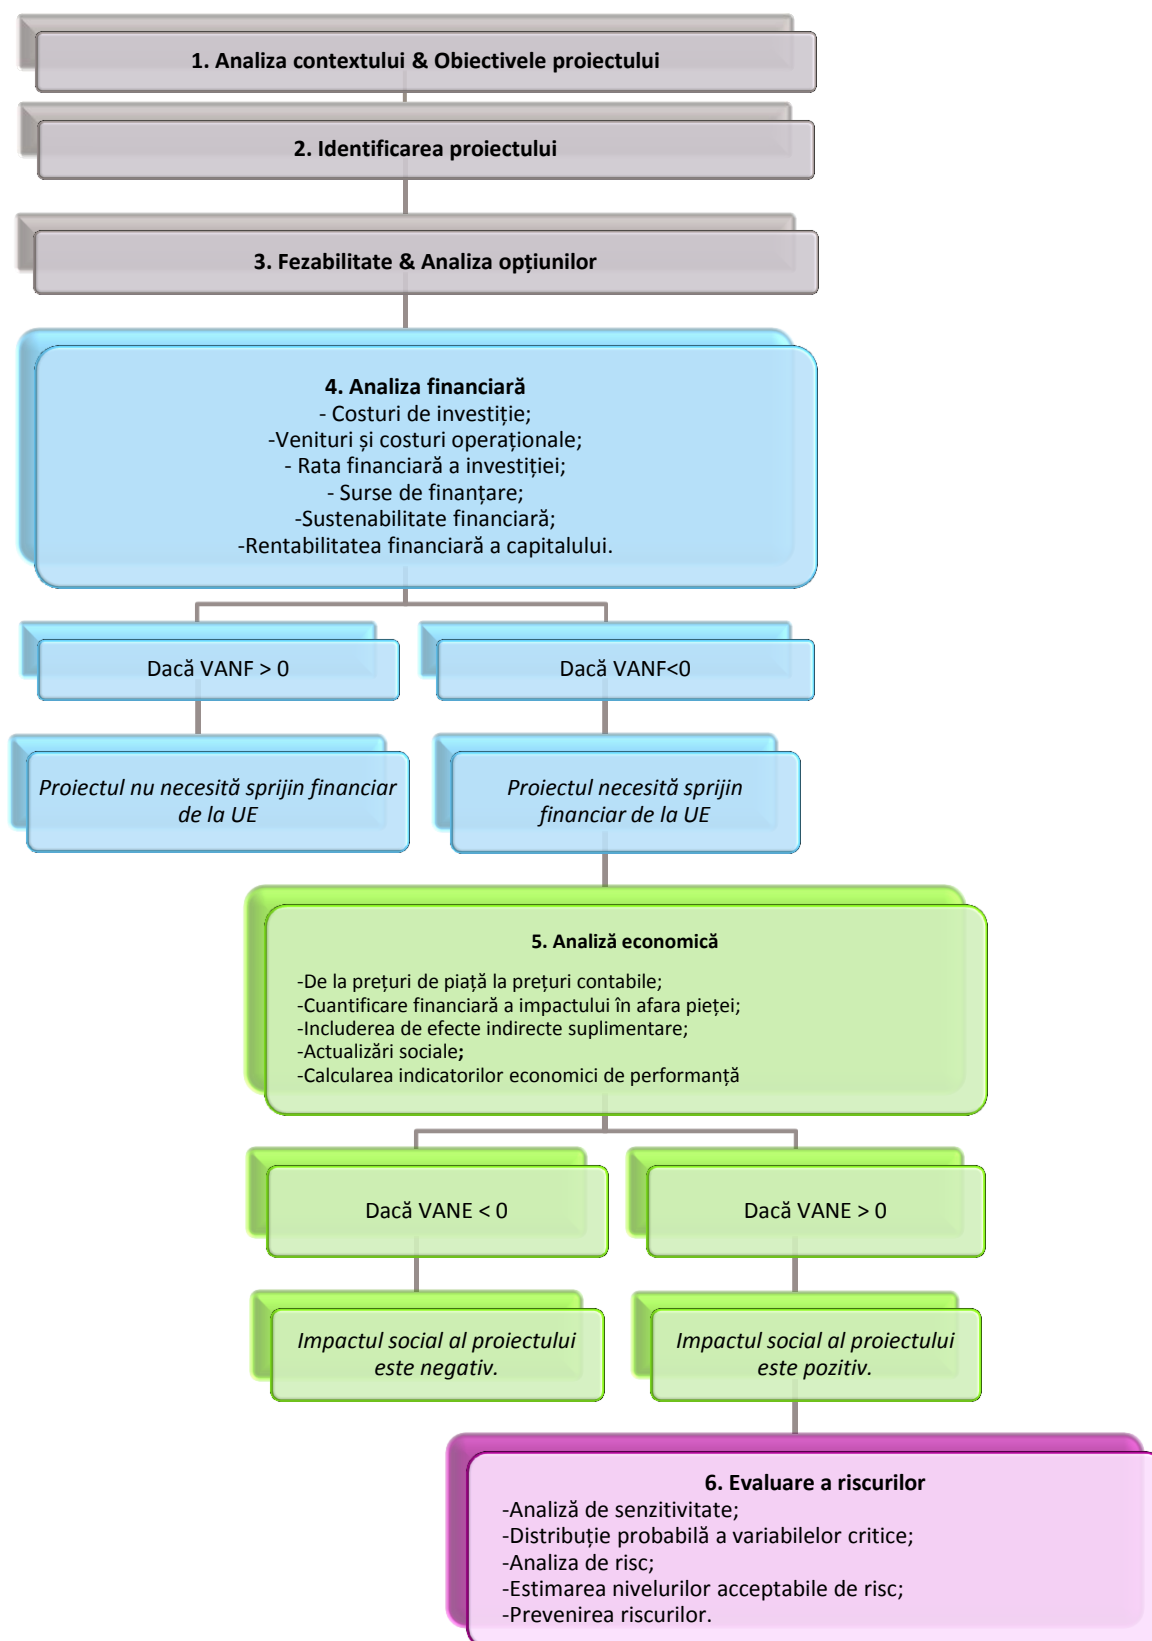 1. Analiza contextului & Obiectivele proiectului
2. Identificarea proiectului
3. Fezabilitate & Analiza opțiunilor
4. Analiza financiară
- Costuri de investiție;
-Venituri și costuri operaționale;
- Rata financiară a investiției;
- Surse de finanțare;
-Sustenabilitate financiară;
-Rentabilitatea financiară a capitalului.
Dacă VANF > 0
Dacă VANF<0
Proiectul nu necesită sprijin financiar
de la UE
Proiectul necesită sprijin
financiar de la UE
5. Analiză economică
-De la prețuri de piață la prețuri contabile;
-Cuantificare financiară a impactului în afara pieței;
-Includerea de efecte indirecte suplimentare;
-Actualizări sociale;
-Calcularea indicatorilor economici de performanță
Dacă VANE < 0
Dacă VANE > 0
Impactul social al proiectului
este negativ.
Impactul social al proiectului
este pozitiv.
6. Evaluare a riscurilor
-Analiză de senzitivitate;
-Distribuție probabilă a variabilelor critice;
-Analiza de risc;
-Estimarea nivelurilor acceptabile de risc;
-Prevenirea riscurilor.